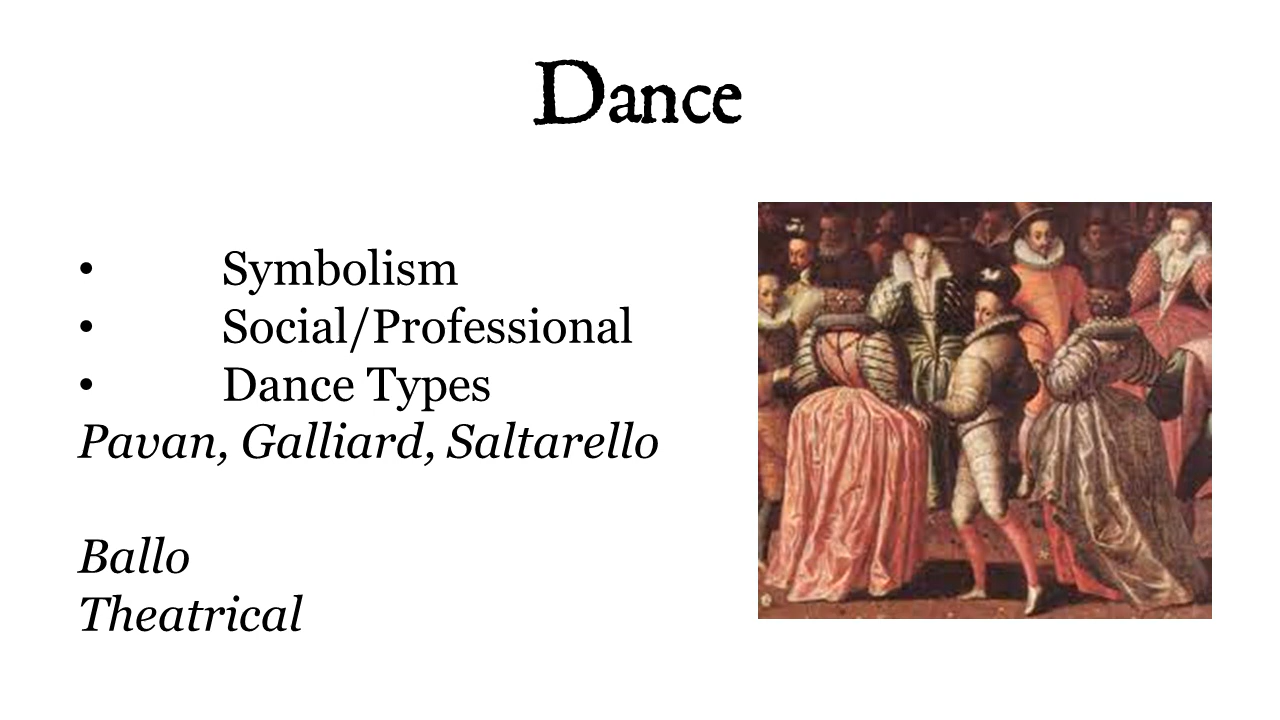 Dance
• Symbolism
• Social/Professional
• Dance Types
Pavan, Galliard, Saltarello
Ballo
Theatrical